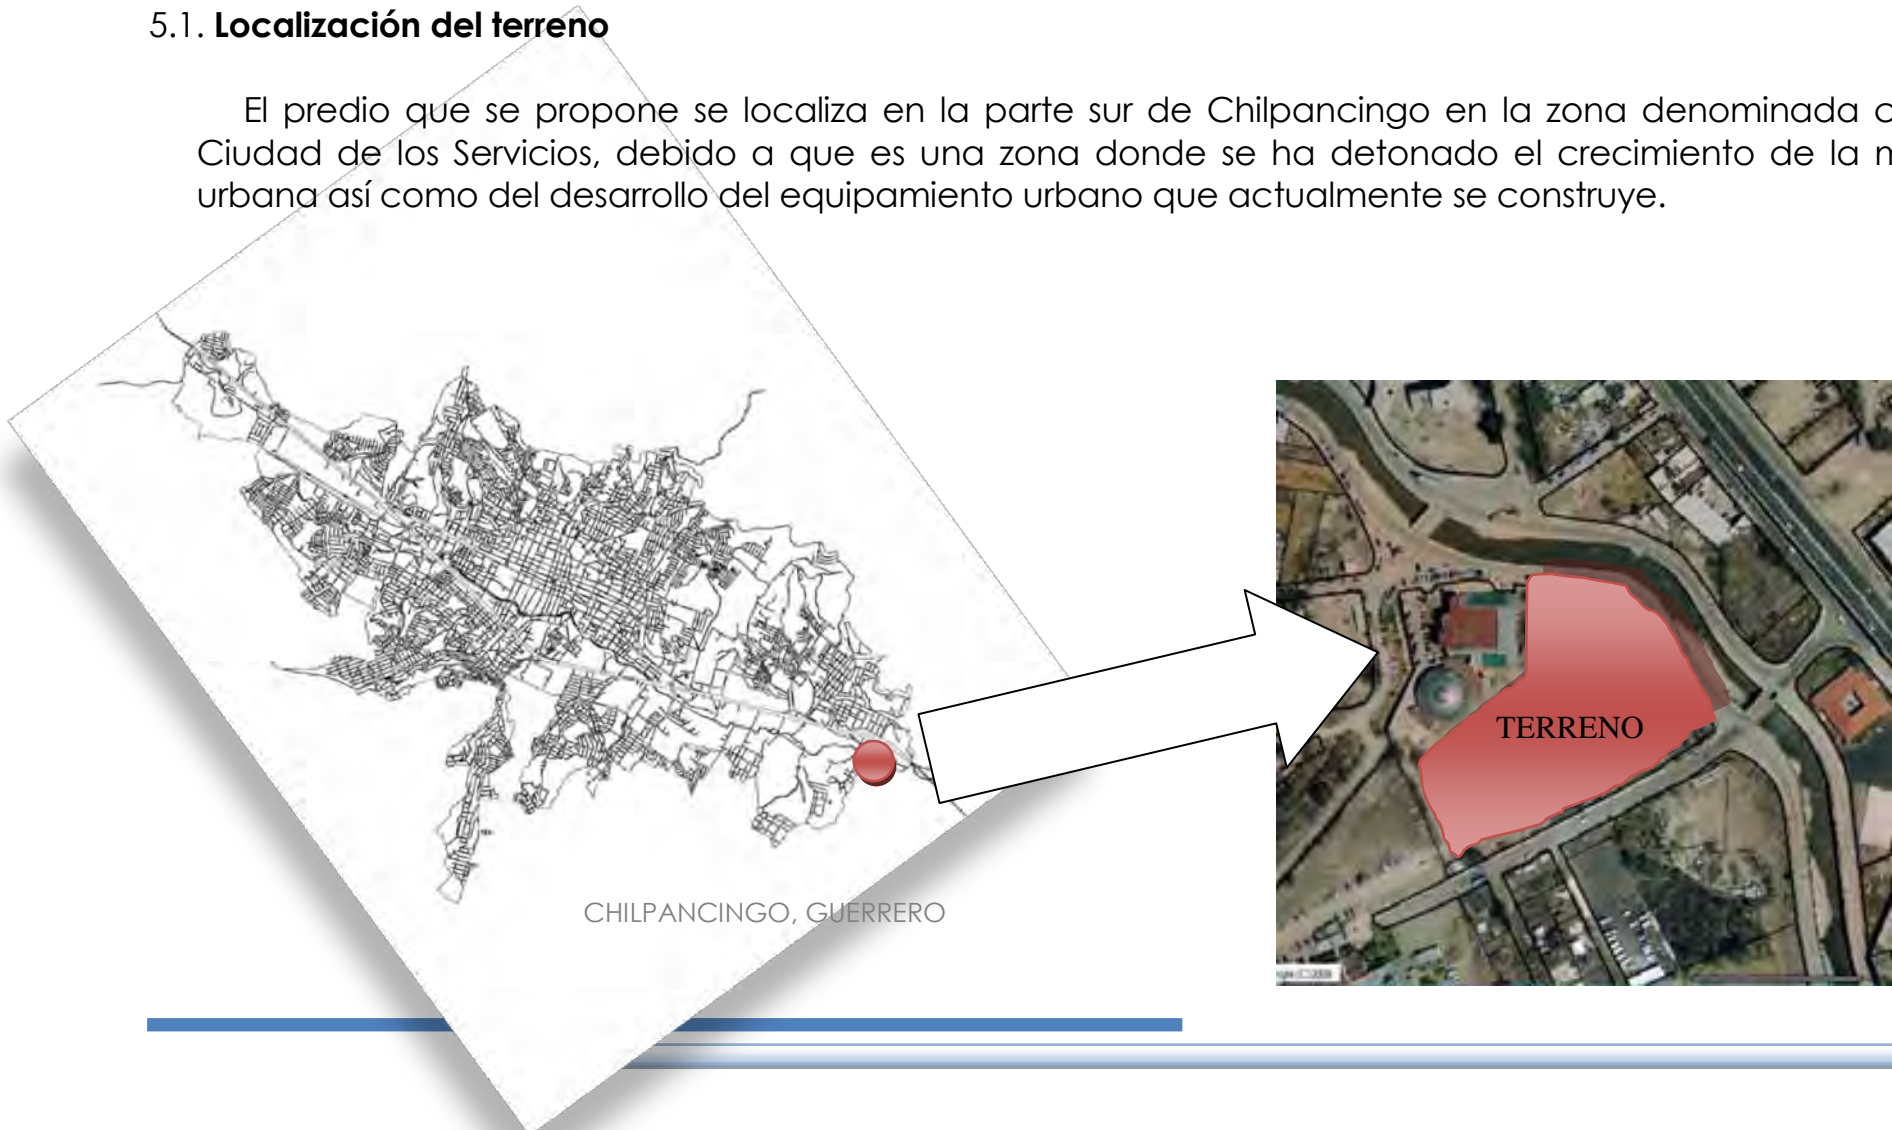 5.1. Localización del terreno
El predio que se propone se localiza en la parte sur de Chilpancingo en la zona denominada
Ciudad de los Servicios, debido a que es una zona donde se ha detonado el crecimiento de la
urbana así como del desarrollo del equipamiento urbano que actualmente se construye.
TERRENO
CHILPANCINGO, GUERRERO